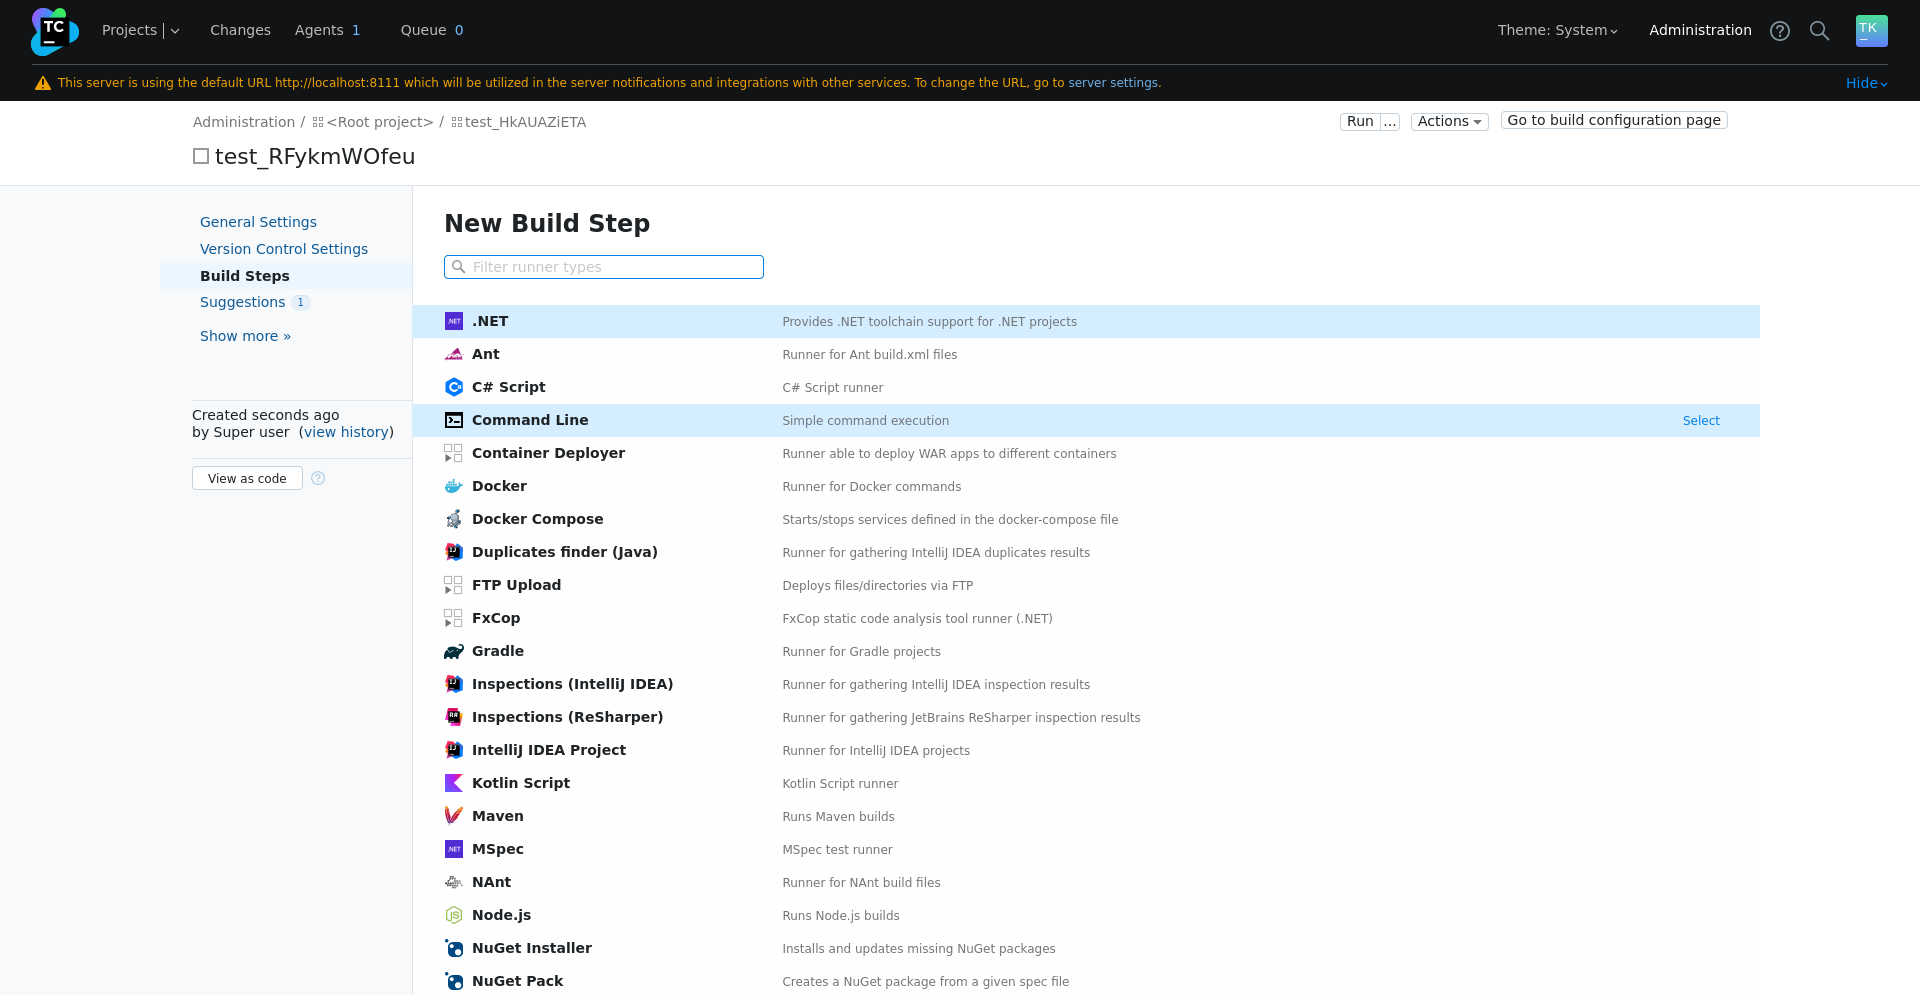 TC
Projects
Changes
Agents 1
Queue 0
Theme: System
Administration
TK
This server is using the default URL http://localhost:8111 which will be utilized in the server notifications and integrations with other services. To change the URL, go to server settings.
Hide
Administration / <Root project> / test_HkAUAZiETA
Run ...
Actions
Go to build configuration page
test_RFykmWOfeu
General Settings
Version Control Settings
Build Steps
Suggestions 1
Show more »
Created seconds ago
by Super user (view history)
View as code
New Build Step
Filter runner types
.NET Provides .NET toolchain support for .NET projects
Ant Runner for Ant build.xml files
C# Script C# Script runner
Command Line Simple command execution Select
Container Deployer Runner able to deploy WAR apps to different containers
Docker Runner for Docker commands
Docker Compose Starts/stops services defined in the docker-compose file
Duplicates finder (Java) Runner for gathering IntelliJ IDEA duplicates results
FTP Upload Deploys files/directories via FTP
FxCop FxCop static code analysis tool runner (.NET)
Gradle Runner for Gradle projects
Inspections (IntelliJ IDEA) Runner for gathering IntelliJ IDEA inspection results
Inspections (ReSharper) Runner for gathering JetBrains ReSharper inspection results
IntelliJ IDEA Project Runner for IntelliJ IDEA projects
Kotlin Script Kotlin Script runner
Maven Runs Maven builds
MSpec MSpec test runner
NAnt Runner for NAnt build files
Node.js Runs Node.js builds
NuGet Installer Installs and updates missing NuGet packages
NuGet Pack Creates a NuGet package from a given spec file